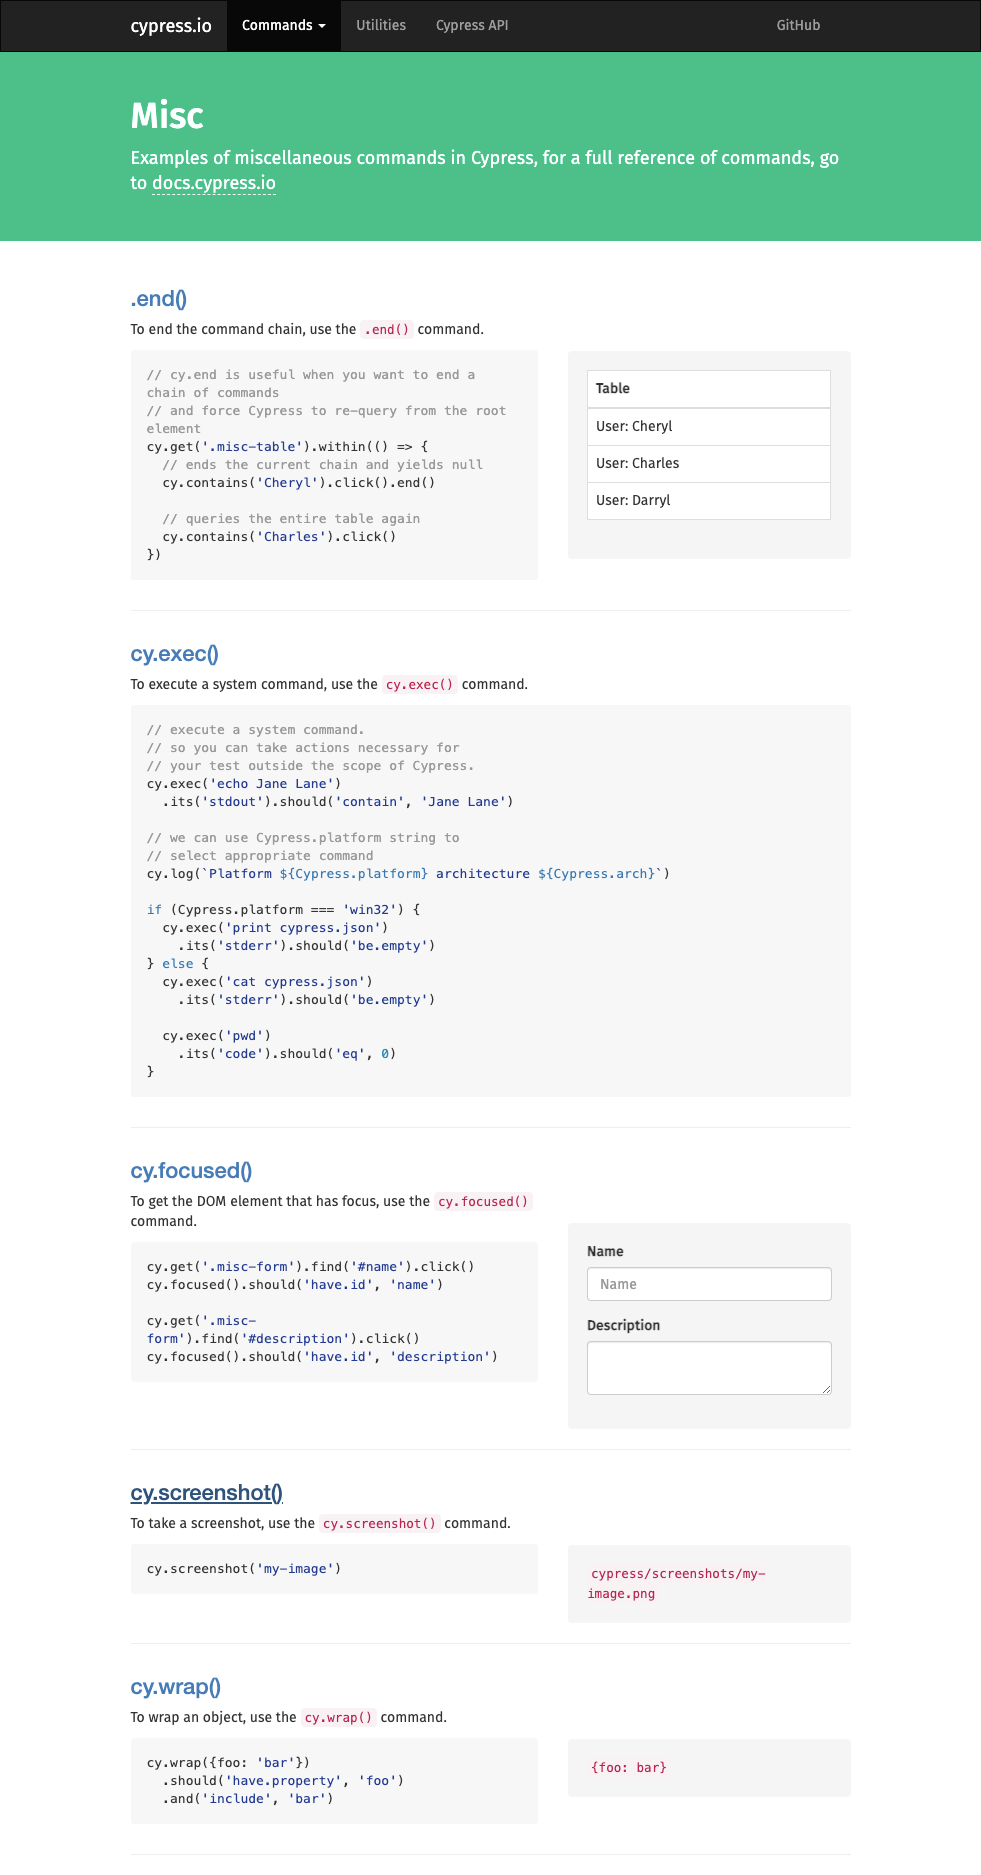 cypress.io Commands Utilities Cypress API GitHub
Misc
Examples of miscellaneous commands in Cypress, for a full reference of commands, go
to docs.cypress.io
.end()
To end the command chain, use the .end() command.
// cy.end is useful when you want to end a
chain of commands
// and force Cypress to re-query from the root
element
cy.get('.misc-table').within(() => {
  // ends the current chain and yields null
  cy.contains('Cheryl').click().end()
  // queries the entire table again
  cy.contains('Charles').click()
})
Table
User: Cheryl
User: Charles
User: Darryl
cy.exec()
To execute a system command, use the cy.exec() command.
// execute a system command.
// so you can take actions necessary for
// your test outside the scope of Cypress.
cy.exec('echo Jane Lane')
  .its('stdout').should('contain', 'Jane Lane')
// we can use Cypress.platform string to
// select appropriate command
cy.log(`Platform ${Cypress.platform} architecture ${Cypress.arch}`)
if (Cypress.platform === 'win32') {
  cy.exec('print cypress.json')
    .its('stderr').should('be.empty')
} else {
  cy.exec('cat cypress.json')
    .its('stderr').should('be.empty')
  cy.exec('pwd')
    .its('code').should('eq', 0)
}
cy.focused()
To get the DOM element that has focus, use the cy.focused()
command.
cy.get('.misc-form').find('#name').click()
cy.focused().should('have.id', 'name')
cy.get('.misc-
form').find('#description').click()
cy.focused().should('have.id', 'description')
Name
Name
Description
cy.screenshot()
To take a screenshot, use the cy.screenshot() command.
cy.screenshot('my-image')
cypress/screenshots/my-
image.png
cy.wrap()
To wrap an object, use the cy.wrap() command.
cy.wrap({foo: 'bar'})
  .should('have.property', 'foo')
  .and('include', 'bar')
{foo: bar}